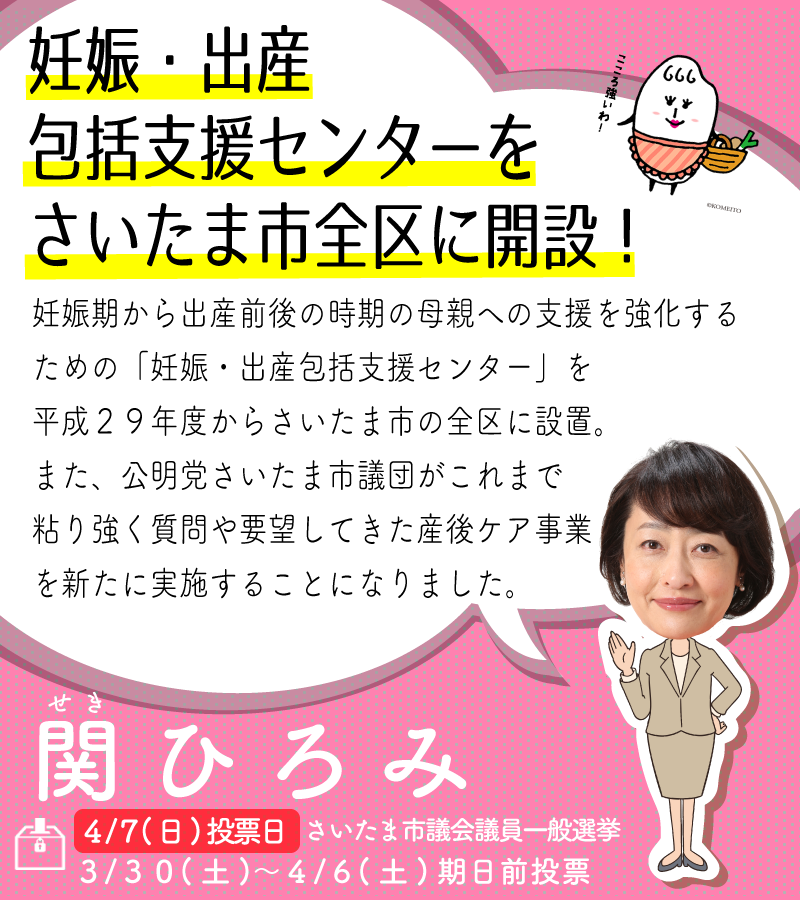 妊娠・出産
包括支援センターを
さいたま市全区に開設！
こころ強いわ！
©KOMEITO
妊娠期から出産前後の時期の母親への支援を強化する
ための「妊娠・出産包括支援センター」を
平成２９年度からさいたま市の全区に設置。
また、公明党さいたま市議団がこれまで
粘り強く質問や要望してきた産後ケア事業
を新たに実施することになりました。
せき
関ひろみ
4/7(日)投票日 さいたま市議会議員一般選挙
3/30(土)～4/6(土)期日前投票